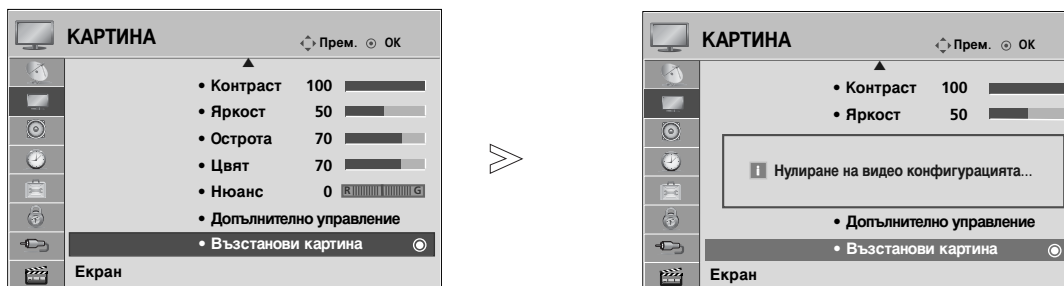 КАРТИНА
Прем. OK
• Контраст 100
• Яркост 50
• Острота 70
• Цвят 70
• Нюанс 0 R G
• Допълнително управление
• Възстанови картина
Екран
КАРТИНА
Прем. OK
• Контраст 100
• Яркост 50
i Нулиране на видео конфигурацията...
• Допълнително управление
• Възстанови картина
Екран